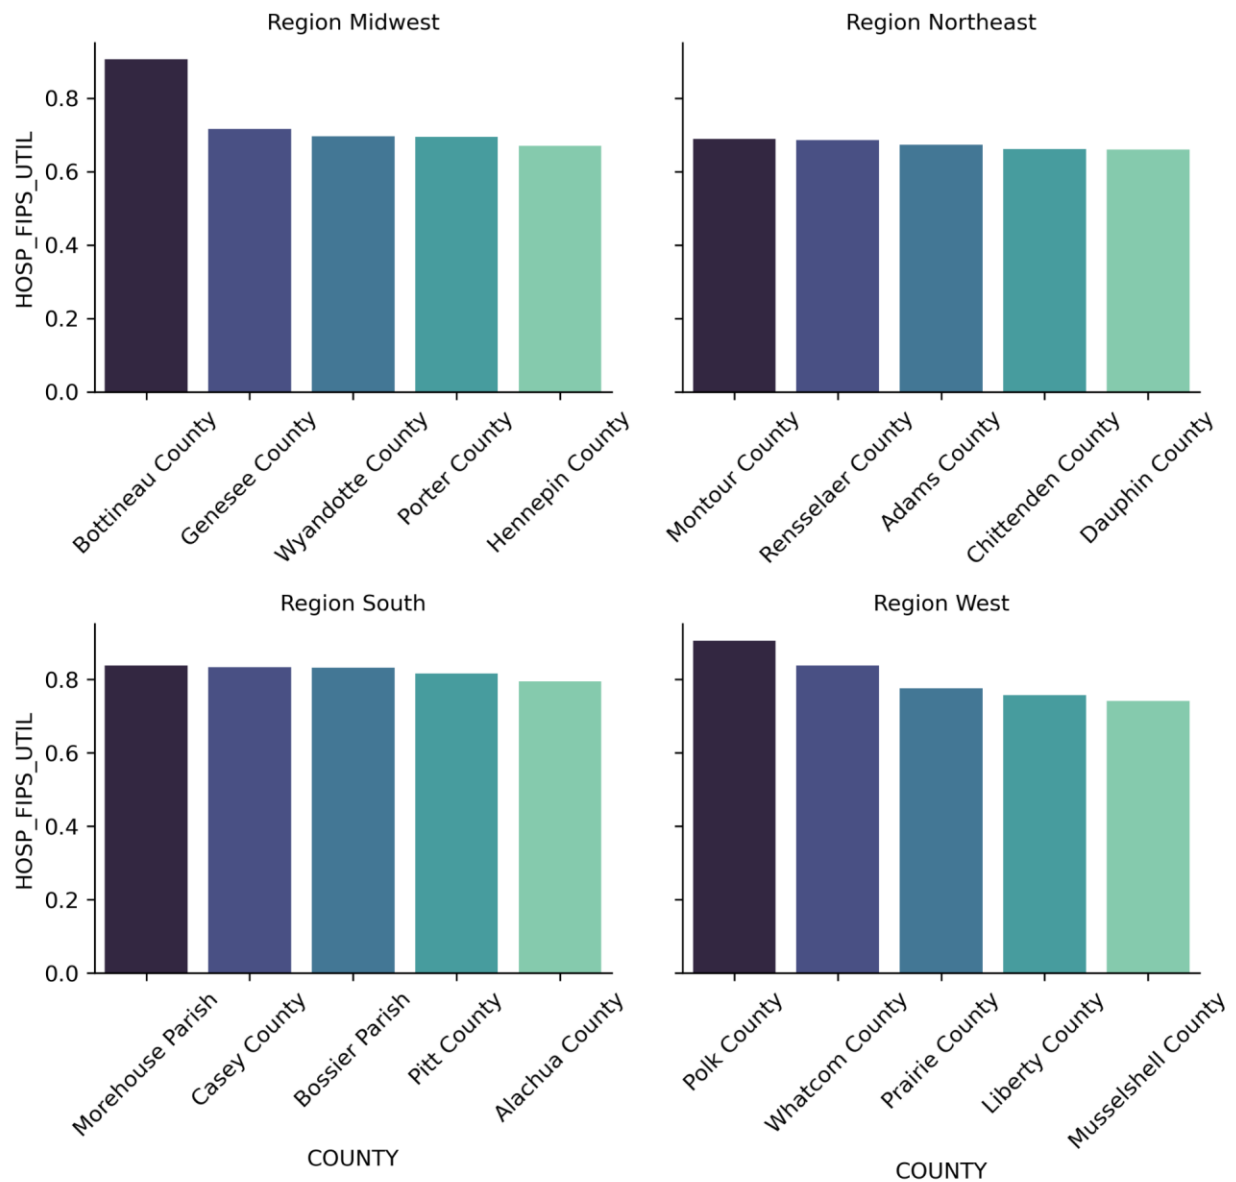 Region Midwest
HOSP_FIPS_UTIL
0.8
0.6
0.4
0.2
0.0
Bottineau County
Genesee County
Wyandotte County
Porter County
Hennepin County
Region Northeast
Montour County
Rensselaer County
Adams County
Chittenden County
Dauphin County
Region South
HOSP_FIPS_UTIL
0.8
0.6
0.4
0.2
0.0
Morehouse Parish
Casey County
Bossier Parish
Pitt County
Alachua County
COUNTY
Region West
Polk County
Whatcom County
Prairie County
Liberty County
Musselshell County
COUNTY